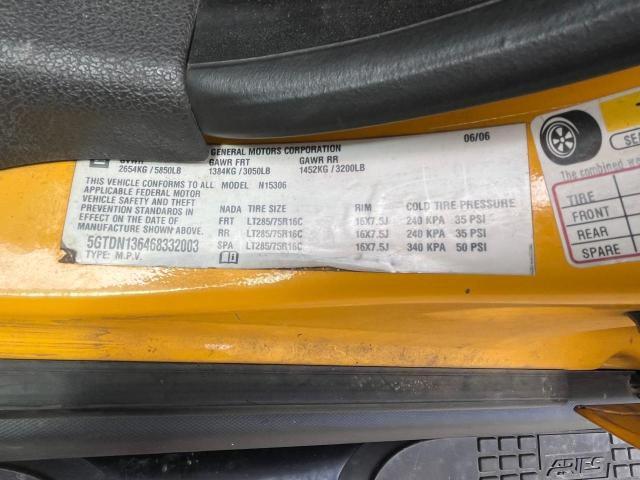 GENERAL MOTORS CORPORATION 06/06
GVWR GAWR FRT GAWR RR
2654KG / 5850LB 1384KG / 3050LB 1452KG / 3200LB
THIS VEHICLE CONFORMS TO ALL MODEL N15306
APPLICABLE FEDERAL MOTOR
VEHICLE SAFETY AND THEFT
PREVENTION STANDARDS IN
EFFECT ON THE DATE OF
MANUFACTURE SHOWN ABOVE.
5GTDN136468332003
TYPE: M.P.V.
NADA TIRE SIZE RIM COLD TIRE PRESSURE
FRT LT285/75R16C 16X7.5J 240 KPA 35 PSI
RR LT285/75R16C 16X7.5J 240 KPA 35 PSI
SPA LT285/75R16C 16X7.5J 340 KPA 50 PSI
The combined
TIRE
FRONT
REAR
SPARE
ARIES